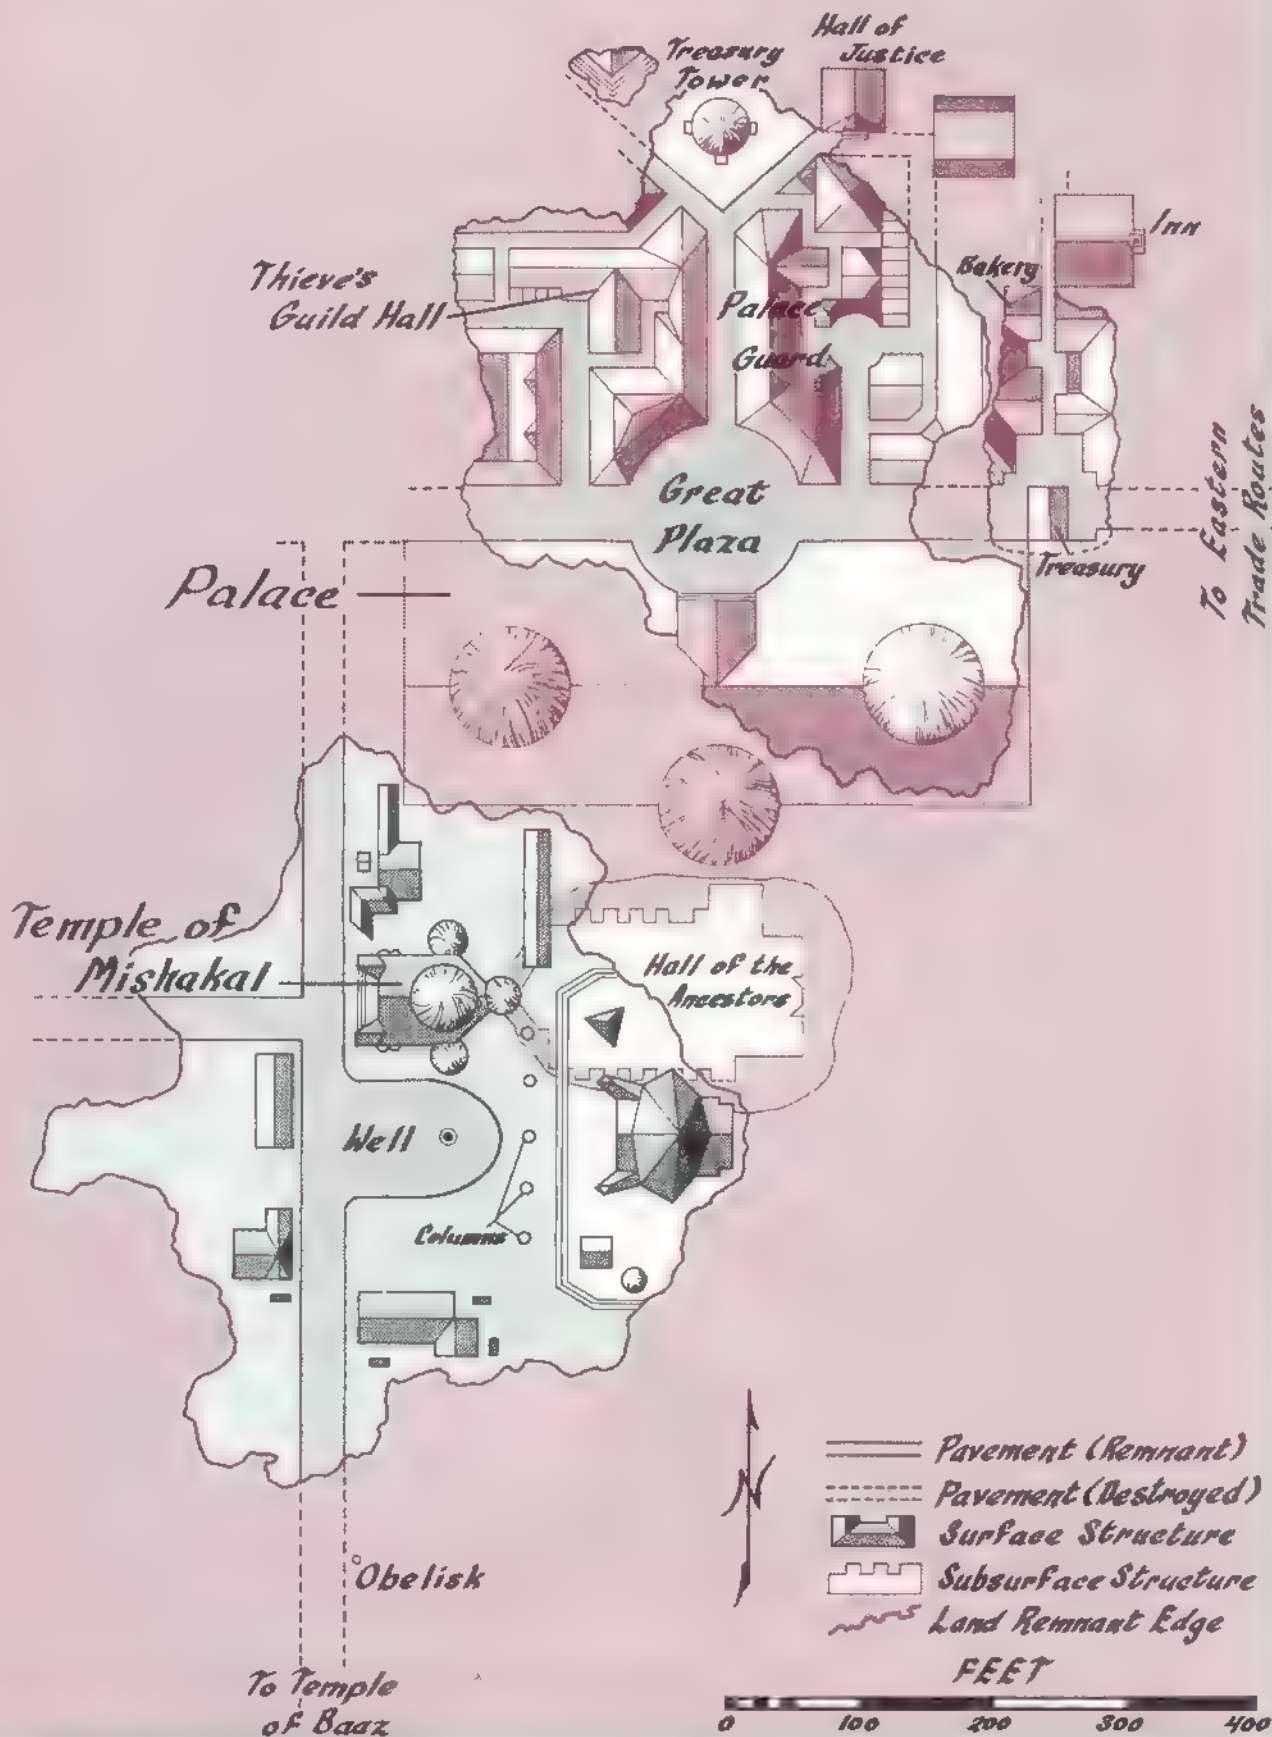 Hall of
Justice
Treasury
Tower
Inn
Thieve's
Guild Hall
Bakery
Palace
Guard
Great
Plaza
To Eastern
Trade Routes
Treasury
Palace
Temple of
Mishakal
Hall of the
Ancestors
Well
Columns
Obelisk
To Temple
of Baaz
N
Pavement (Remnant)
Pavement (Destroyed)
Surface Structure
Subsurface Structure
Land Remnant Edge
FEET
0 100 200 300 400